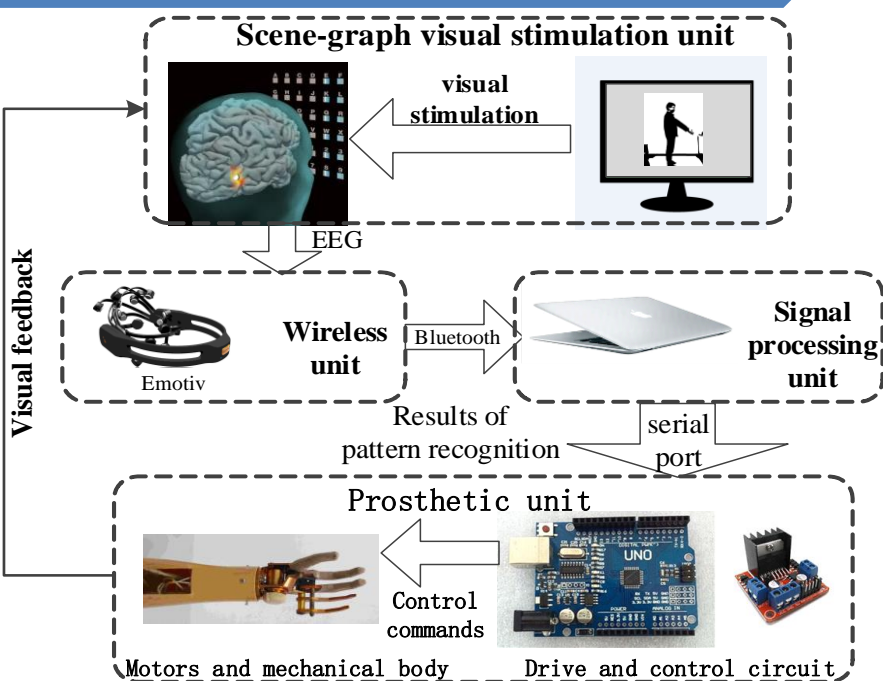 Scene-graph visual stimulation unit
visual
stimulation
EEG
Visual feedback
Emotiv
Wireless
unit
Bluetooth
Signal
processing
unit
Results of
pattern recognition
serial
port
Prosthetic unit
UNO
Control
commands
Motors and mechanical body
Drive and control circuit